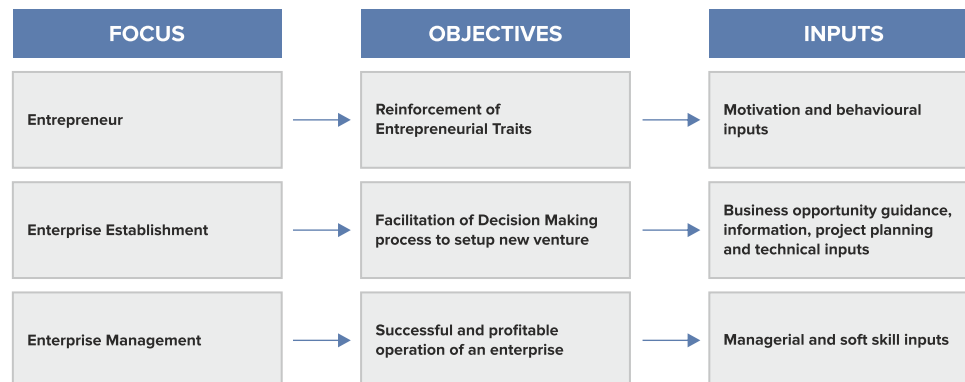 FOCUS
OBJECTIVES
INPUTS
Entrepreneur
Reinforcement of
Entrepreneurial Traits
Motivation and behavioural
inputs
Enterprise Establishment
Facilitation of Decision Making
process to setup new venture
Business opportunity guidance,
information, project planning
and technical inputs
Enterprise Management
Successful and profitable
operation of an enterprise
Managerial and soft skill inputs